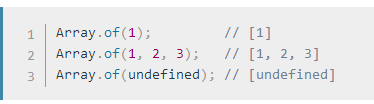 1 Array.of(1);         // [1]
2 Array.of(1, 2, 3);   // [1, 2, 3]
3 Array.of(undefined); // [undefined]